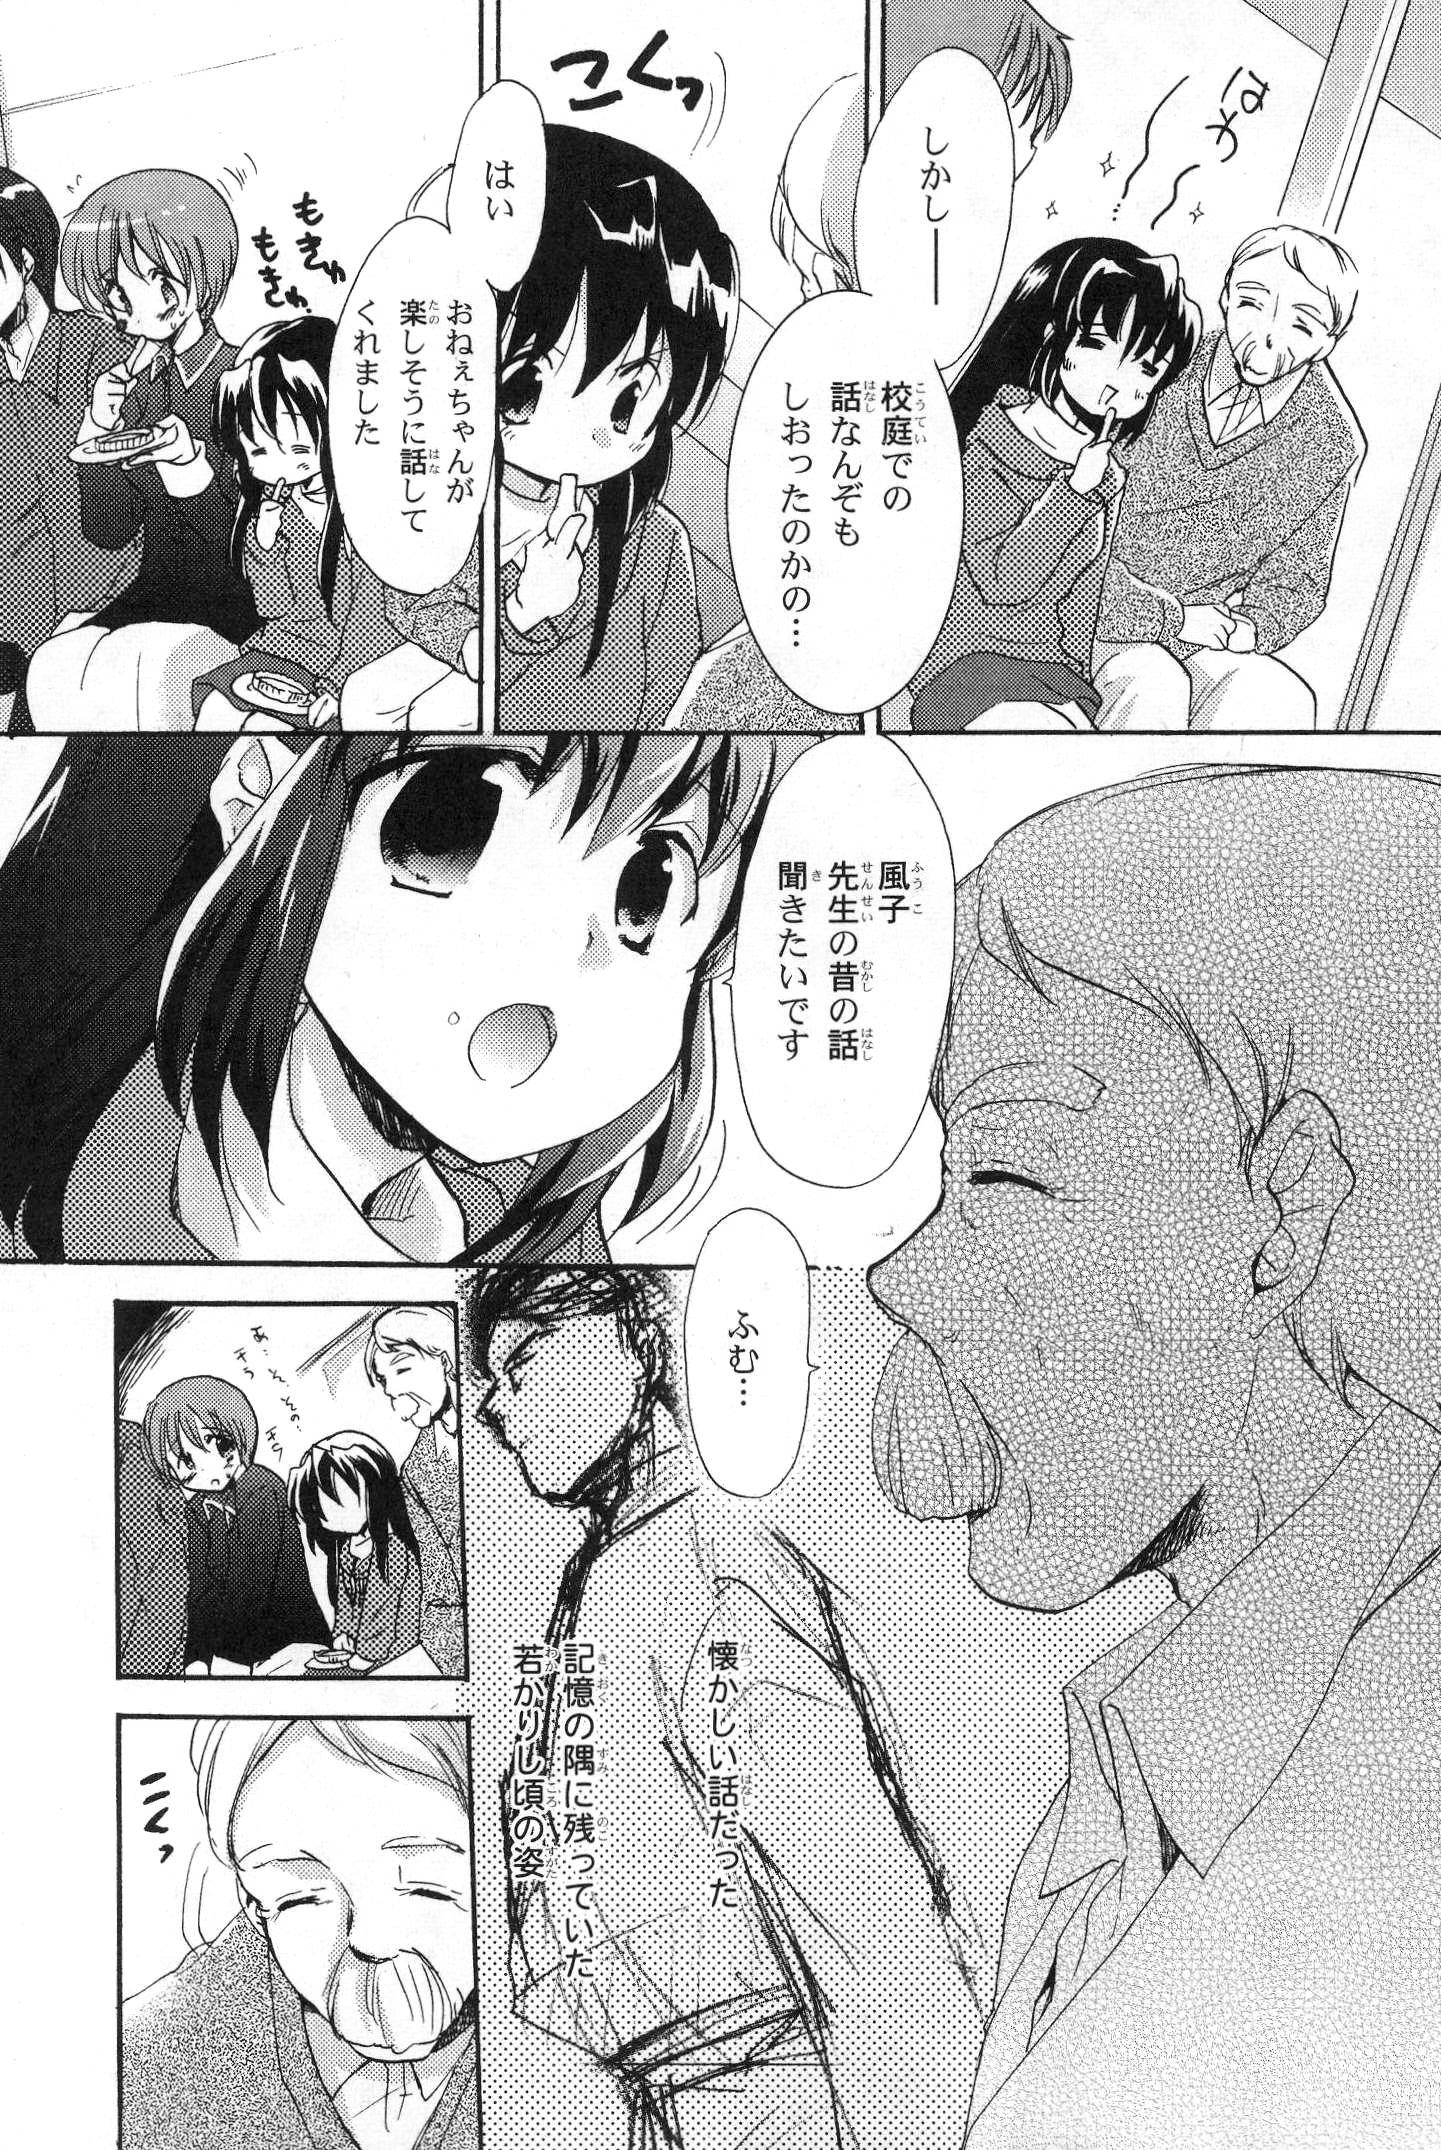 はわ
しかし――
校庭での
話なんぞも
しおったのかの…
こくっ
はい
おねぇちゃんが
楽しそうに話して
くれました
もきゅ
もきゅ
風子
先生の昔の話
聞きたいです
ふむ…
懐かしい話だった
記憶の隅に残っていた
若かりし頃の姿
あ…そ、その…
チラ
チラ
こくっ